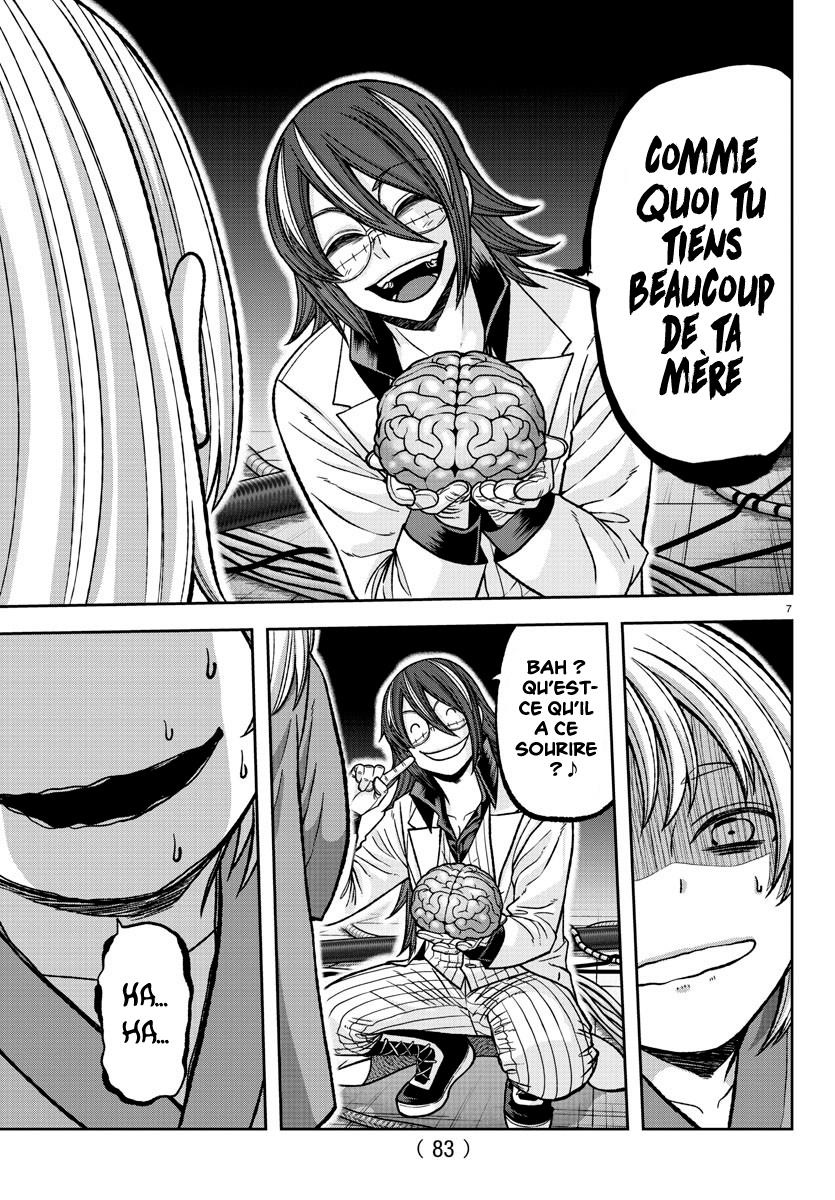 COMME
QUOI TU
TIENS
BEAUCOUP
DE TA
MÈRE
7
BAH ?
QU'EST-
CE QU'IL
A CE
SOURIRE
? ♪
HA...
HA...
( 83 )